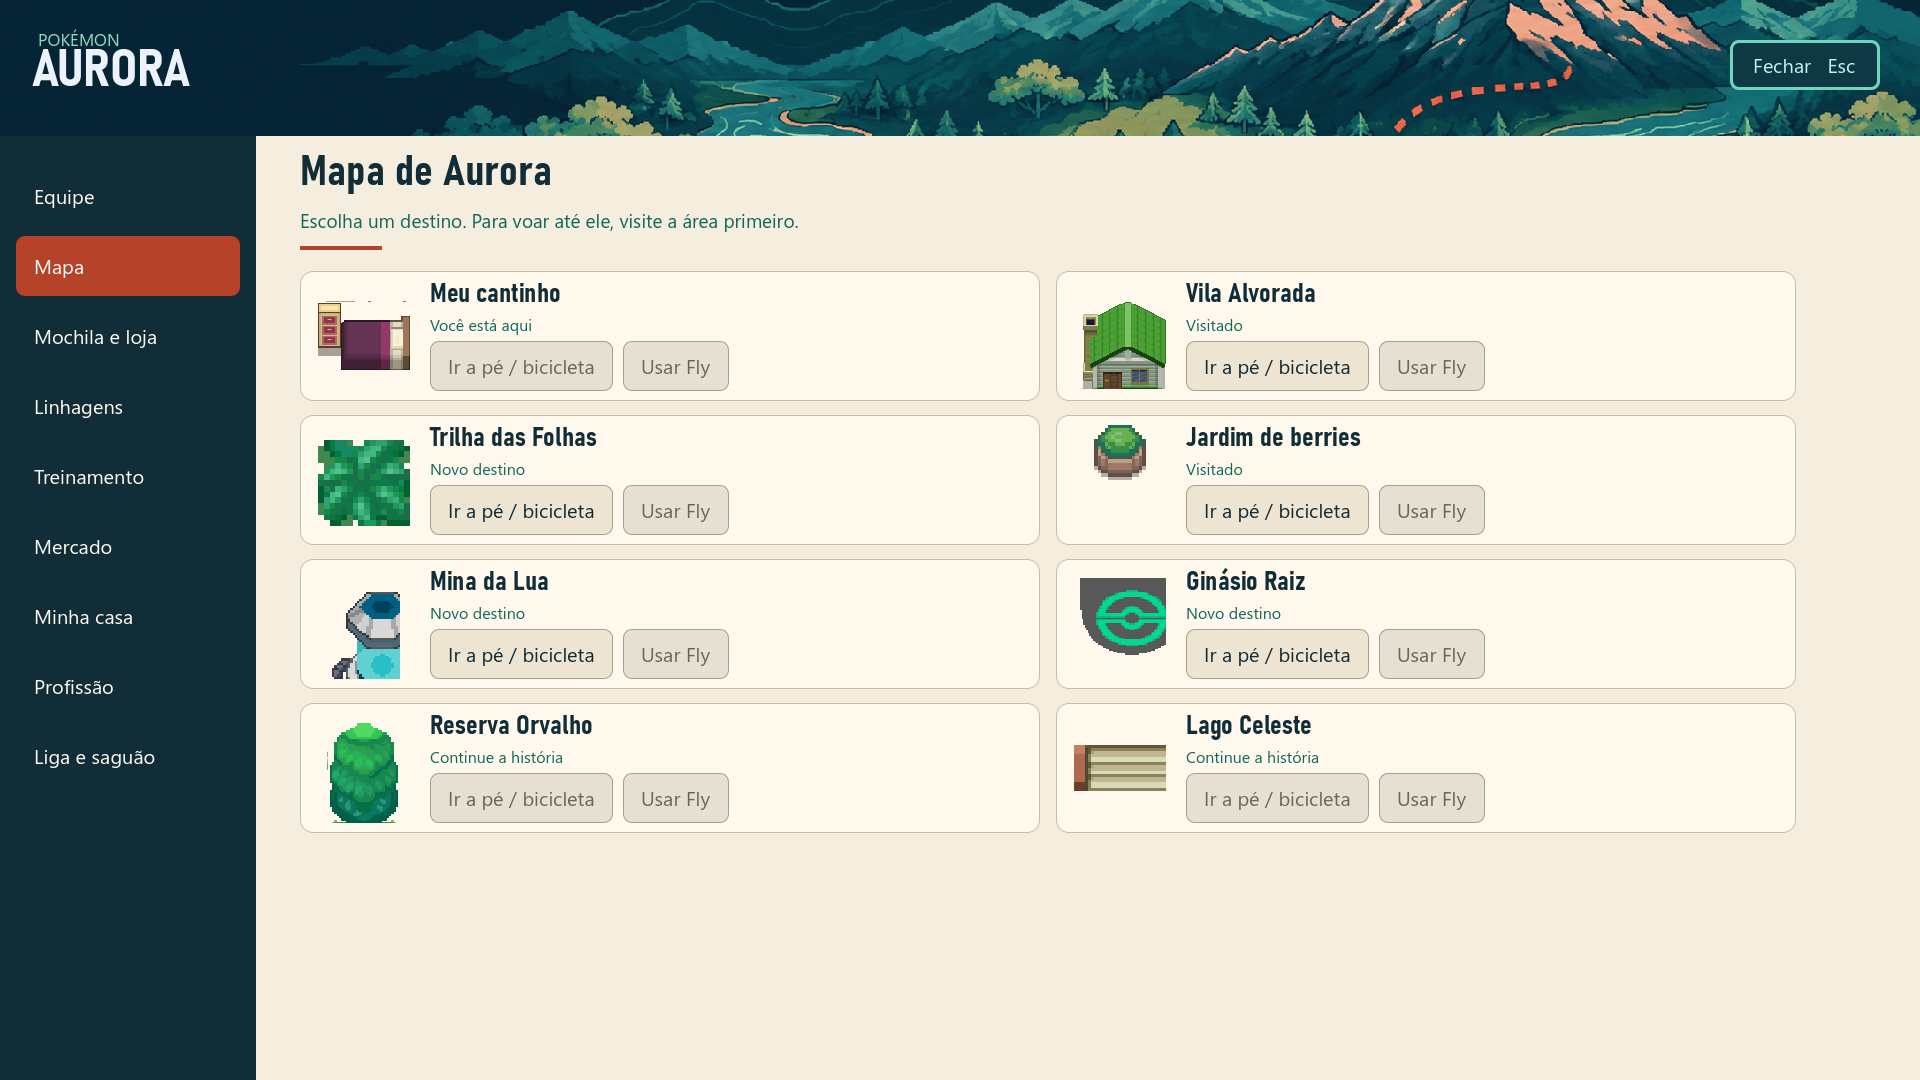 POKÉMON
AURORA
Fechar Esc
Equipe
Mapa
Mochila e loja
Linhagens
Treinamento
Mercado
Minha casa
Profissão
Liga e saguão
Mapa de Aurora
Escolha um destino. Para voar até ele, visite a área primeiro.
Meu cantinho
Você está aqui
Ir a pé / bicicleta Usar Fly
Vila Alvorada
Visitado
Ir a pé / bicicleta Usar Fly
Trilha das Folhas
Novo destino
Ir a pé / bicicleta Usar Fly
Jardim de berries
Visitado
Ir a pé / bicicleta Usar Fly
Mina da Lua
Novo destino
Ir a pé / bicicleta Usar Fly
Ginásio Raiz
Novo destino
Ir a pé / bicicleta Usar Fly
Reserva Orvalho
Continue a história
Ir a pé / bicicleta Usar Fly
Lago Celeste
Continue a história
Ir a pé / bicicleta Usar Fly